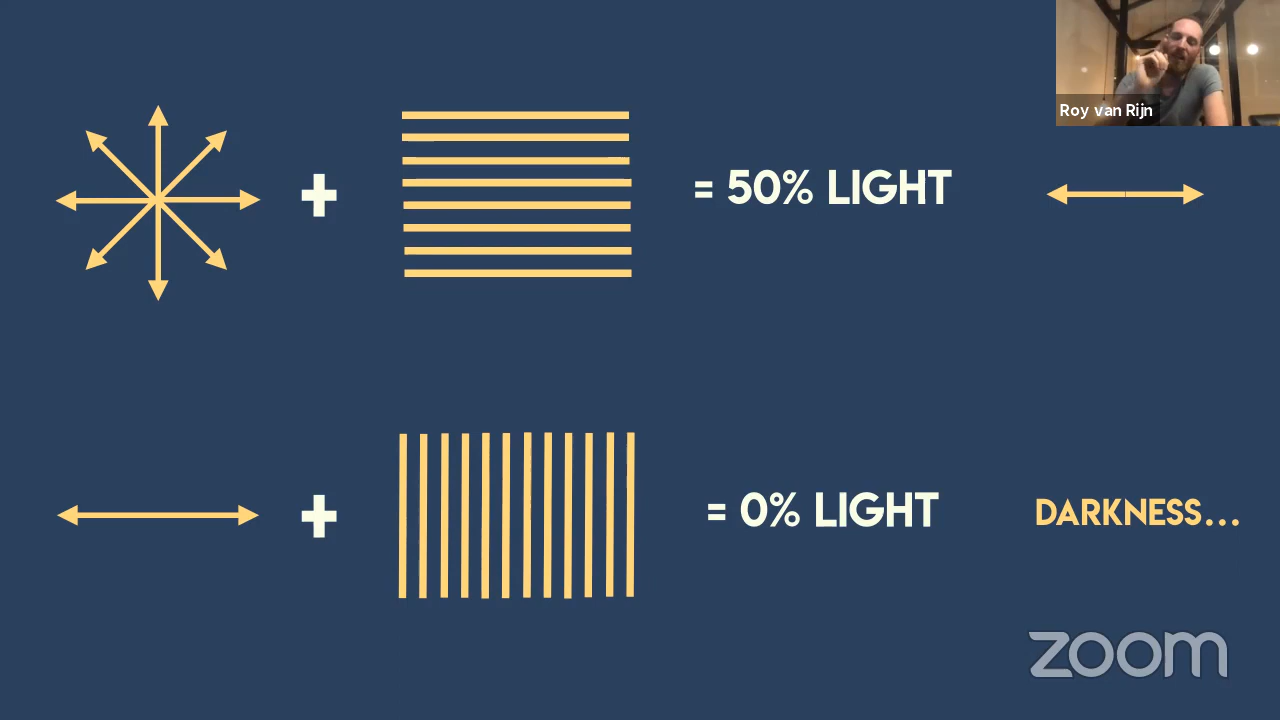 Roy van Rijn
= 50% LIGHT
= 0% LIGHT
DARKNESS...
zoom